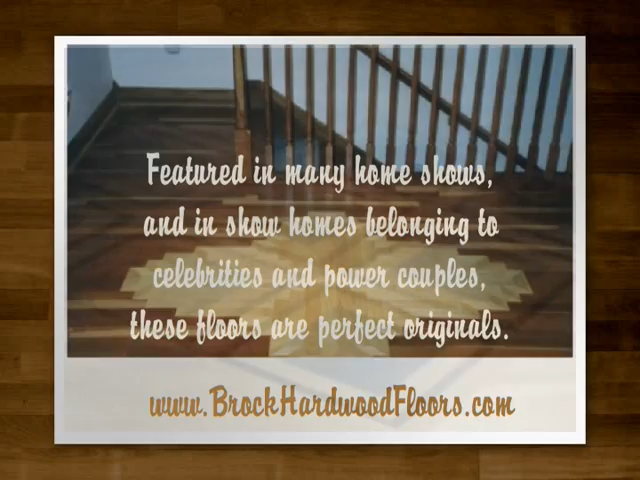 Featured in many home shows,
and in show homes belonging to
celebrities and power couples,
these floors are perfect originals.
www.BrockHardwoodFloors.com